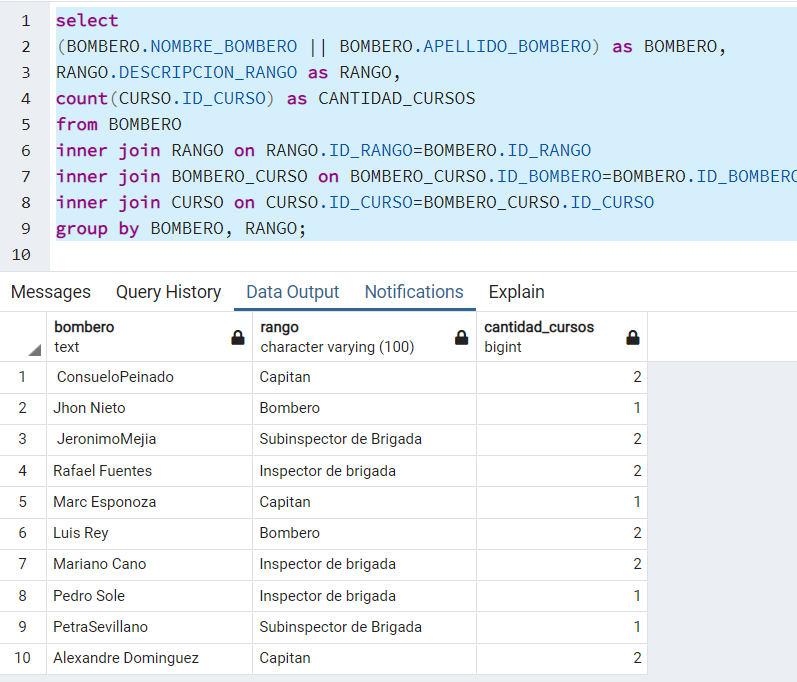 1 select
2 (BOMBERO.NOMBRE_BOMBERO || BOMBERO.APELLIDO_BOMBERO) as BOMBERO,
3 RANGO.DESCRIPCION_RANGO as RANGO,
4 count(CURSO.ID_CURSO) as CANTIDAD_CURSOS
5 from BOMBERO
6 inner join RANGO on RANGO.ID_RANGO=BOMBERO.ID_RANGO
7 inner join BOMBERO_CURSO on BOMBERO_CURSO.ID_BOMBERO=BOMBERO.ID_BOMBERO
8 inner join CURSO on CURSO.ID_CURSO=BOMBERO_CURSO.ID_CURSO
9 group by BOMBERO, RANGO;
10
Messages Query History Data Output Notifications Explain
bombero rango cantidad_cursos
text character varying (100) bigint
1 ConsueloPeinado Capitan 2
2 Jhon Nieto Bombero 1
3 JeronimoMejia Subinspector de Brigada 2
4 Rafael Fuentes Inspector de brigada 2
5 Marc Esponoza Capitan 1
6 Luis Rey Bombero 2
7 Mariano Cano Inspector de brigada 2
8 Pedro Sole Inspector de brigada 1
9 PetraSevillano Subinspector de Brigada 1
10 Alexandre Dominguez Capitan 2